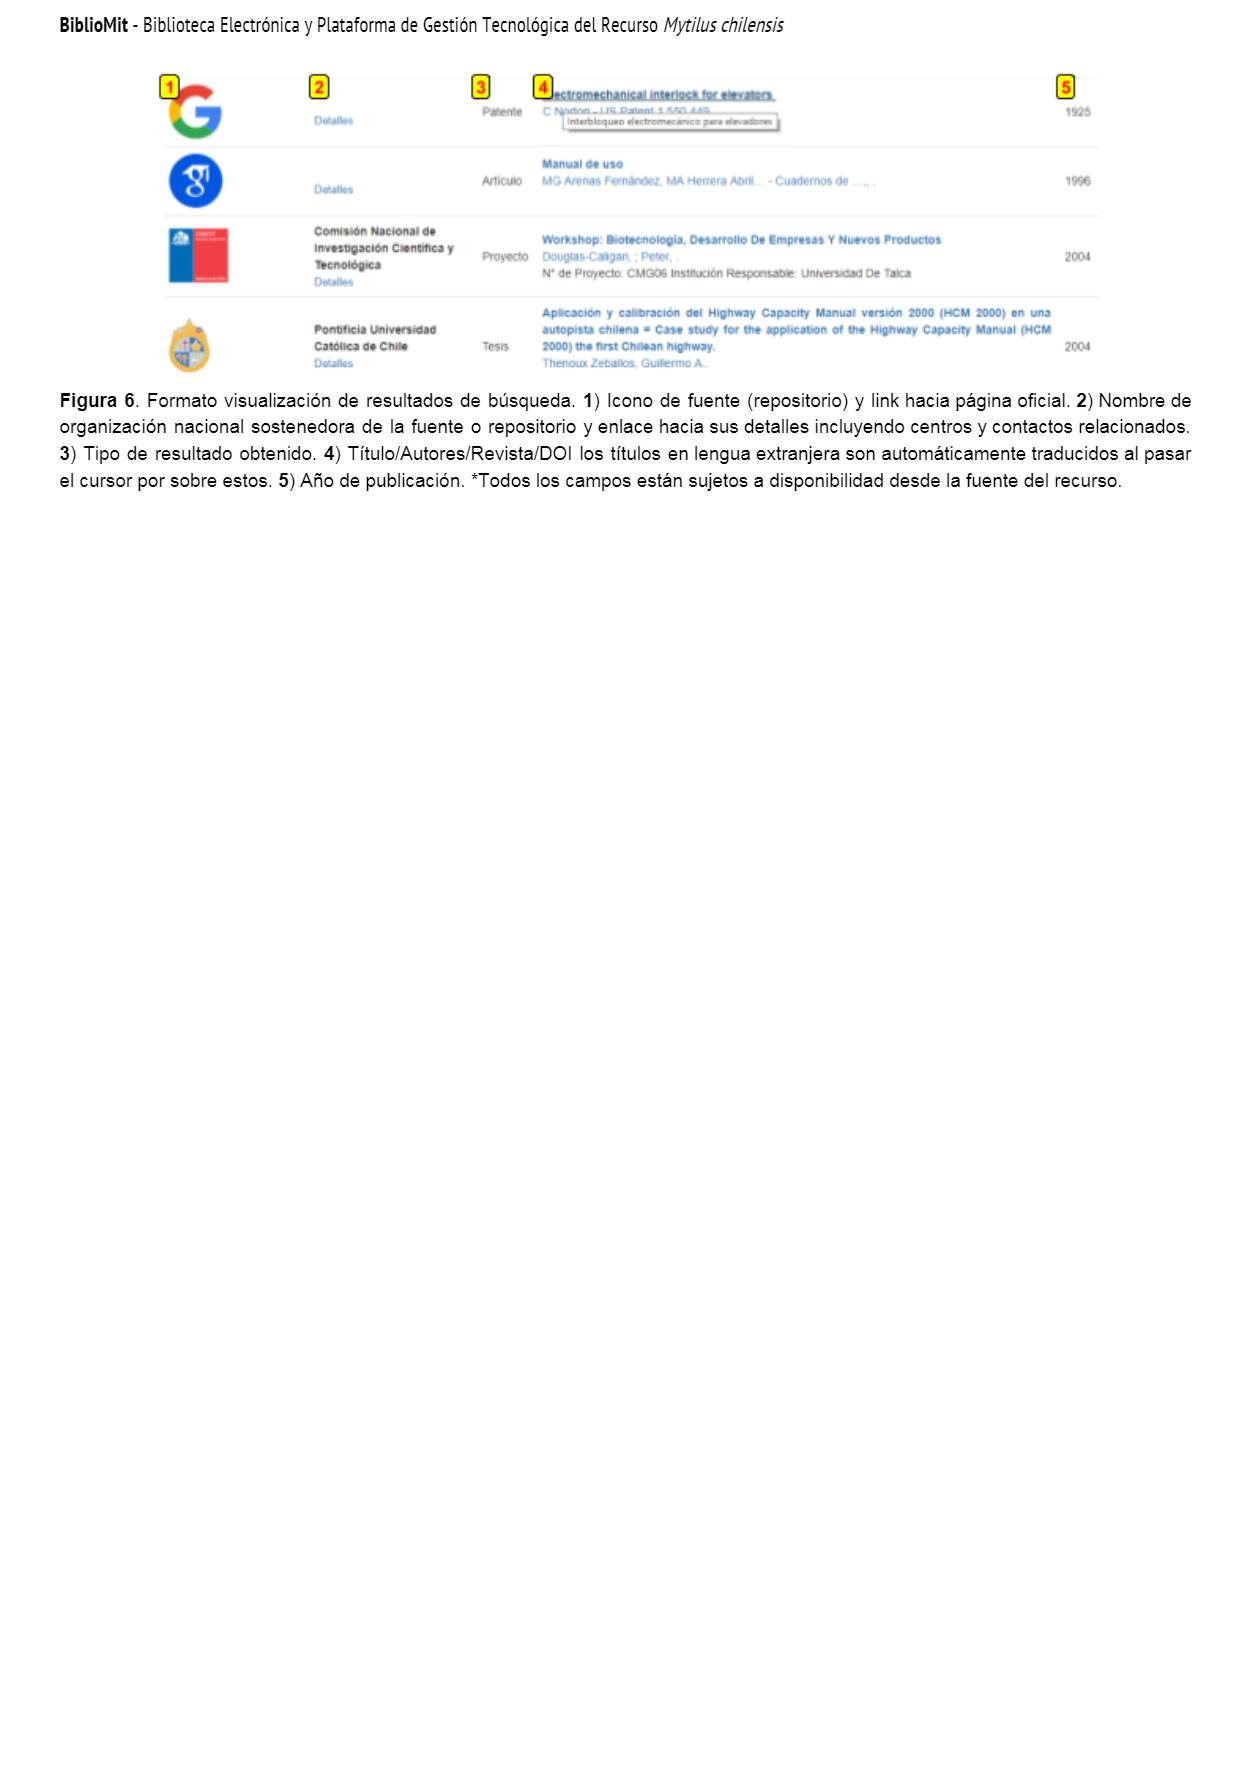 BiblioMit - Biblioteca Electrónica y Plataforma de Gestión Tecnológica del Recurso Mytilus chilensis
1 2 3 4 5
ectromechanical interlock for elevators
Detalles Patente C Norton - US Patent 1,550,449 1925
Interbloqueo electromecánico para elevadores
Manual de uso
Detalles Artículo MG Arenas Fernández, MA Herrera Abril... - Cuadernos de ...,, . 1996
Comisión Nacional de
Investigación Científica y
Tecnológica
Detalles
Proyecto
Workshop: Biotecnología, Desarrollo De Empresas Y Nuevos Productos
Douglas-Caligari, ; Peter, .
N° de Proyecto: CMG06 Institución Responsable: Universidad De Talca
2004
Pontificia Universidad
Católica de Chile
Detalles
Tesis
Aplicación y calibración del Highway Capacity Manual versión 2000 (HCM 2000) en una
autopista chilena = Case study for the application of the Highway Capacity Manual (HCM
2000) the first Chilean highway.
Thenoux Zeballos, Guillermo A..
2004
Figura 6. Formato visualización de resultados de búsqueda. 1) Icono de fuente (repositorio) y link hacia página oficial. 2) Nombre de
organización nacional sostenedora de la fuente o repositorio y enlace hacia sus detalles incluyendo centros y contactos relacionados.
3) Tipo de resultado obtenido. 4) Título/Autores/Revista/DOI los títulos en lengua extranjera son automáticamente traducidos al pasar
el cursor por sobre estos. 5) Año de publicación. *Todos los campos están sujetos a disponibilidad desde la fuente del recurso.